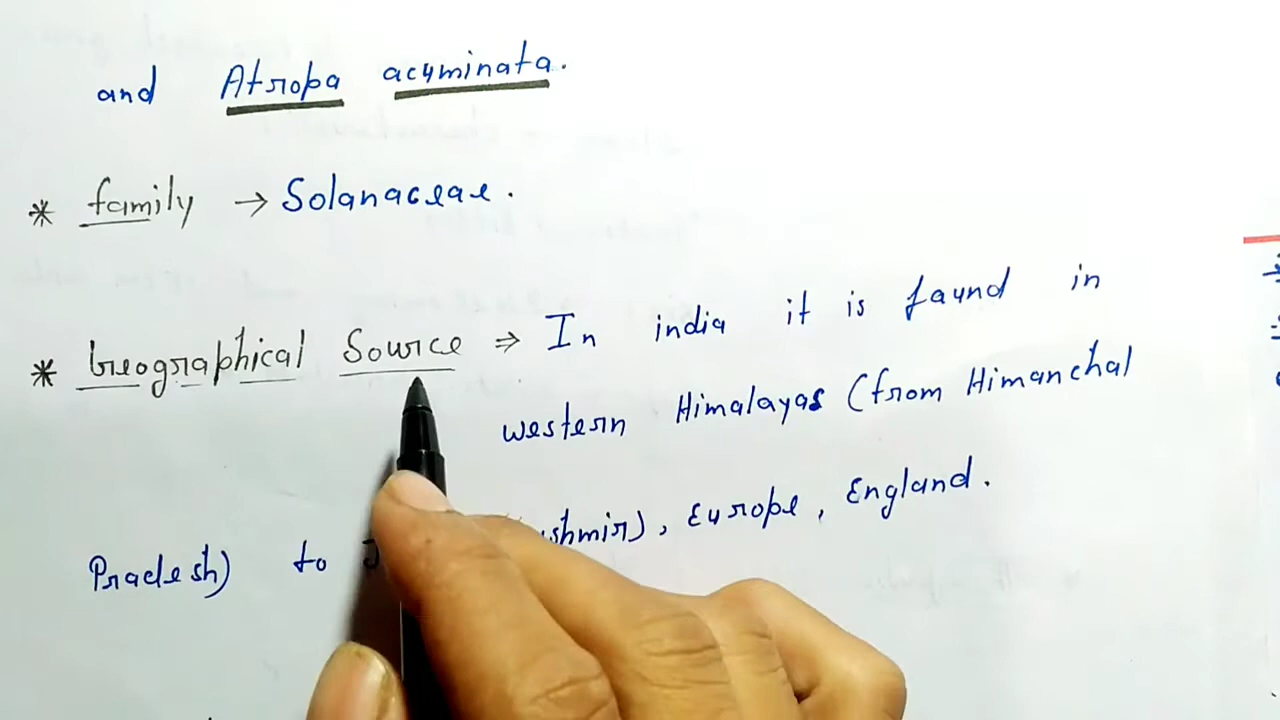 and Atropa acuminata.
* family → Solanaceae.
* Geographical Source ⇒ In india it is faund in
western Himalayas (from Himanchal
Pradesh) to , Europe, England.